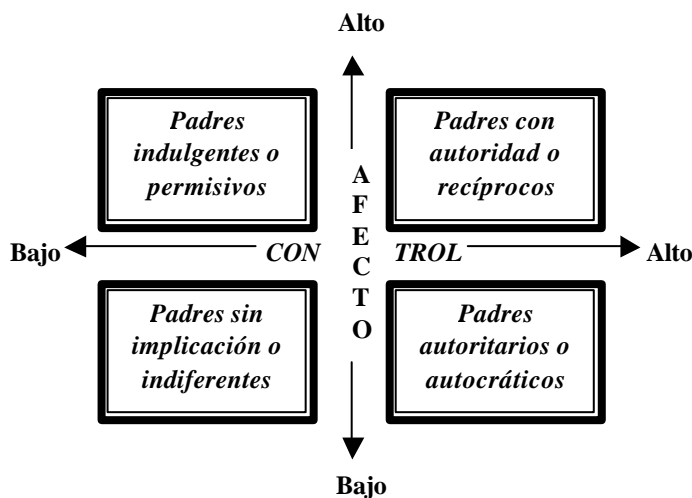 Alto
Padres
indulgentes o
permisivos
Padres con
autoridad o
recíprocos
AFECTO
Bajo
CON TROL
Alto
Padres sin
implicación o
indiferentes
Padres
autoritarios o
autocráticos
Bajo